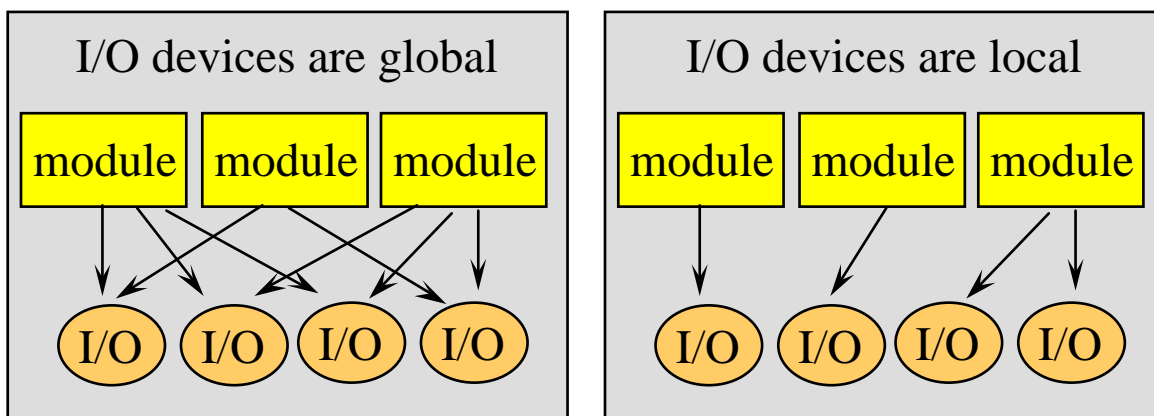 I/O devices are global
module module module
I/O I/O I/O I/O
I/O devices are local
module module module
I/O I/O I/O I/O